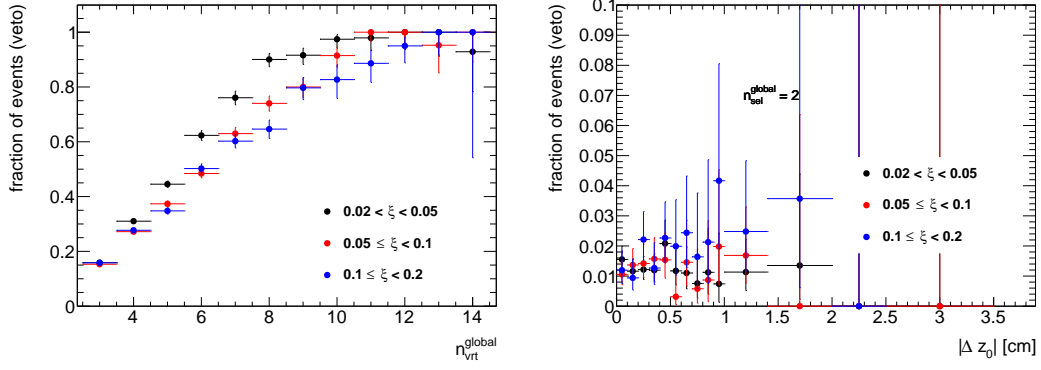 fraction of events (veto)
1
0.8
0.6
0.4
0.2
0
0.02 < ξ < 0.05
0.05 ≤ ξ < 0.1
0.1 ≤ ξ < 0.2
4 6 8 10 12 14
n_vrt^global
fraction of events (veto)
0.1
0.09
0.08
0.07
0.06
0.05
0.04
0.03
0.02
0.01
0
n_sel^global = 2
0.02 < ξ < 0.05
0.05 ≤ ξ < 0.1
0.1 ≤ ξ < 0.2
0 0.5 1 1.5 2 2.5 3 3.5
|Δ z_0| [cm]